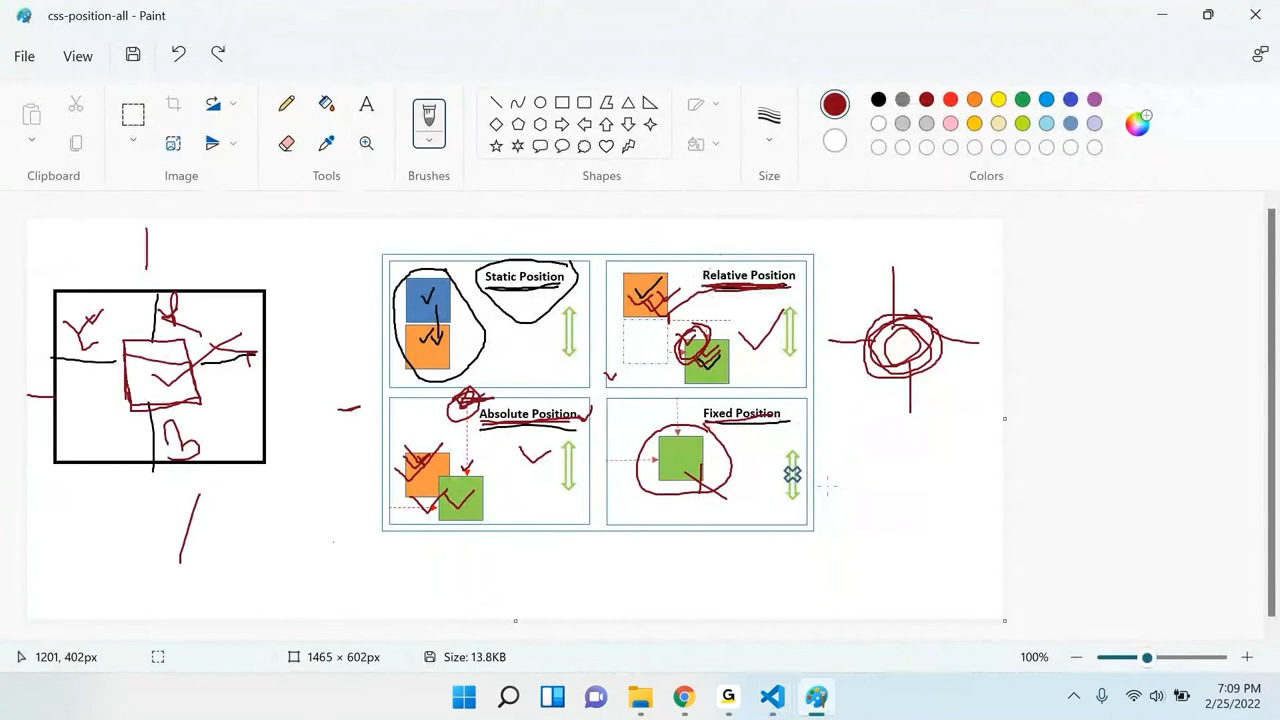 css-position-all - Paint
File
View
Clipboard
Image
Tools
Brushes
Shapes
Size
Colors
Static Position
Relative Position
Absolute Position
Fixed Position
1201, 402px
1465 × 602px
Size: 13.8KB
100%
7:09 PM
2/25/2022